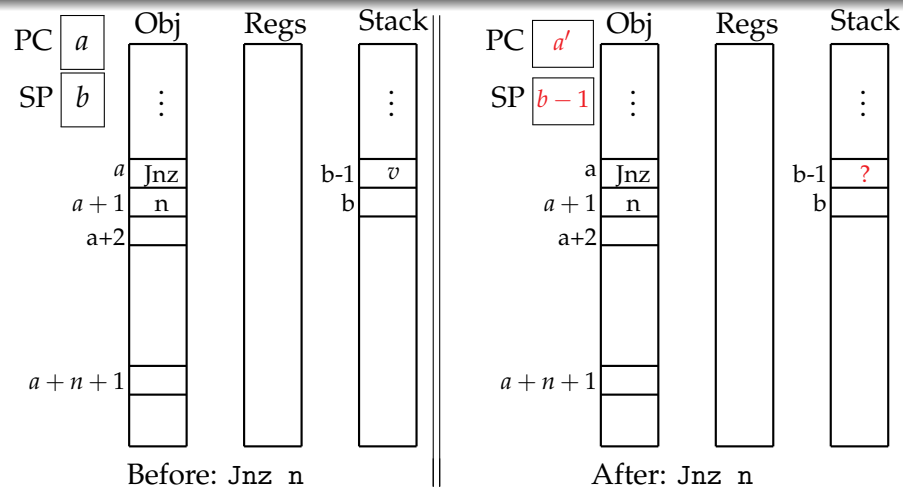 Obj Regs Stack
PC a
SP b
⋮ ⋮
a Jnz b-1 v
a + 1 n b
a+2
a + n + 1
Before: Jnz n
Obj Regs Stack
PC a′
SP b − 1
⋮ ⋮
a Jnz b-1 ?
a + 1 n b
a+2
a + n + 1
After: Jnz n